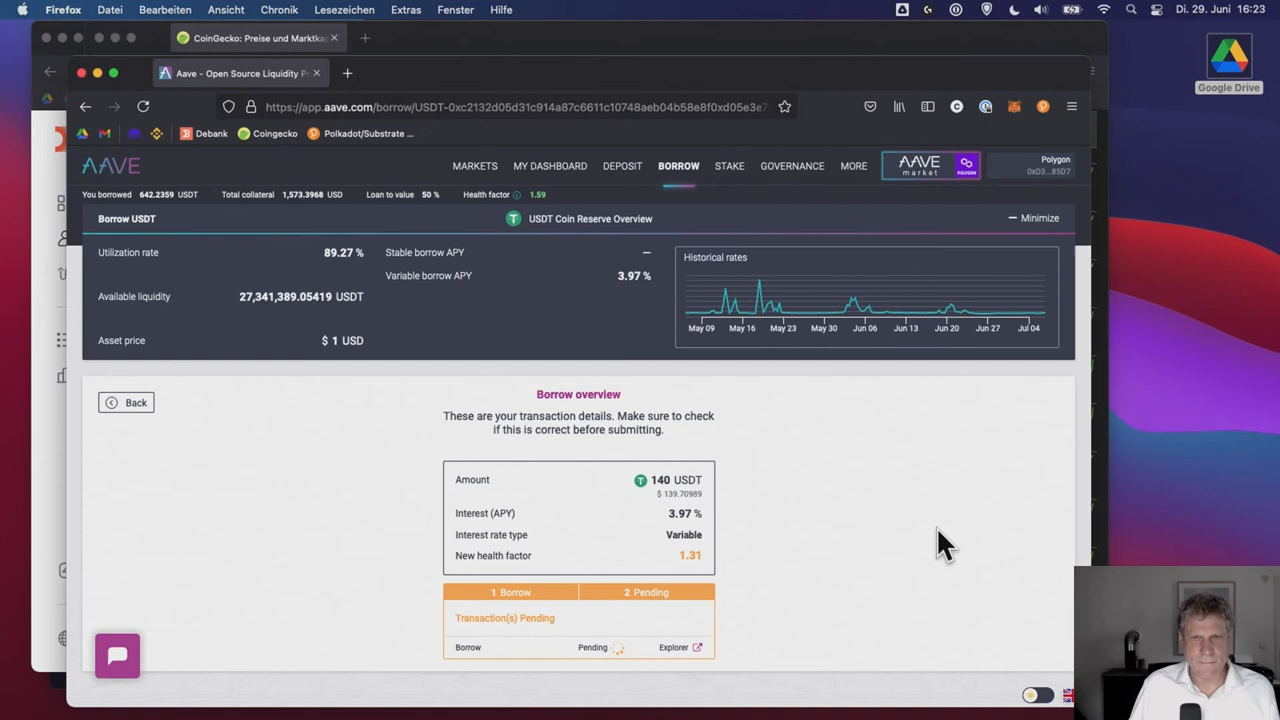 Firefox Datei Bearbeiten Ansicht Chronik Lesezeichen Extras Fenster Hilfe Di. 29. Juni 16:23
CoinGecko: Preise und Marktka
Aave - Open Source Liquidity P
https://app.aave.com/borrow/USDT-0xc2132d05d31c914a87c6611c10748aeb04b58e8f0xd05e3e7
Debank Coingecko Polkadot/Substrate ...
Google Drive
AAVE MARKETS MY DASHBOARD DEPOSIT BORROW STAKE GOVERNANCE MORE AAVE market POLYGON Polygon
0xD3...85D7
You borrowed 642.2359 USDT Total collateral 1,573.3968 USD Loan to value 50 % Health factor 1.59
Borrow USDT USDT Coin Reserve Overview Minimize
Utilization rate 89.27 % Stable borrow APY — Historical rates
Variable borrow APY 3.97 %
Available liquidity 27,341,389.05419 USDT
May 09 May 16 May 23 May 30 Jun 06 Jun 13 Jun 20 Jun 27 Jul 04
Asset price $ 1 USD
Back
Borrow overview
These are your transaction details. Make sure to check
if this is correct before submitting.
Amount 140 USDT
$ 139.70989
Interest (APY) 3.97 %
Interest rate type Variable
New health factor 1.31
1 Borrow 2 Pending
Transaction(s) Pending
Borrow Pending Explorer